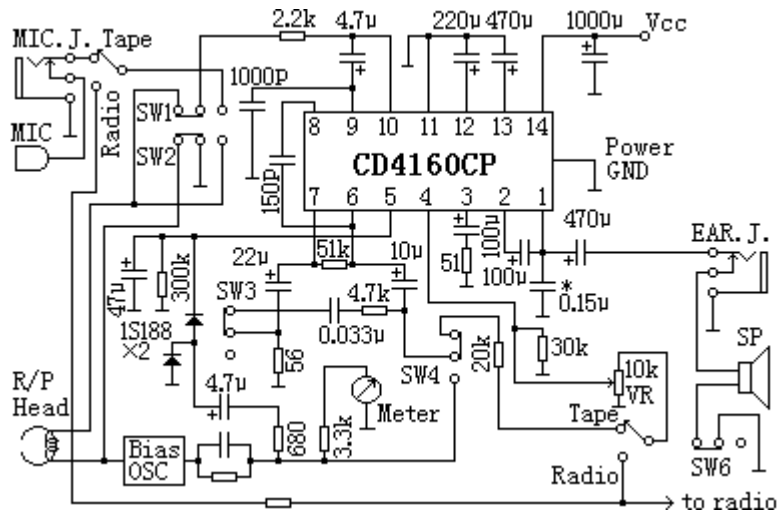 2.2k 4.7μ 220μ 470μ 1000μ Vcc
MIC. J. Tape
1000P
Radio
SW1
SW2
MIC
8 9 10 11 12 13 14
CD4160CP
Power
GND
7 6 5 4 3 2 1
150P
51k
10μ
22μ
100μ
51
100μ
470μ
EAR. J.
* 0.15μ
47μ
300k
SW3
4.7k
0.033μ
1S188
×2
56
SW4
20k
30k
10k
VR
SP
R/P
Head
4.7μ
Meter
680
3.3k
Tape
Bias
OSC
Radio
SW6
to radio